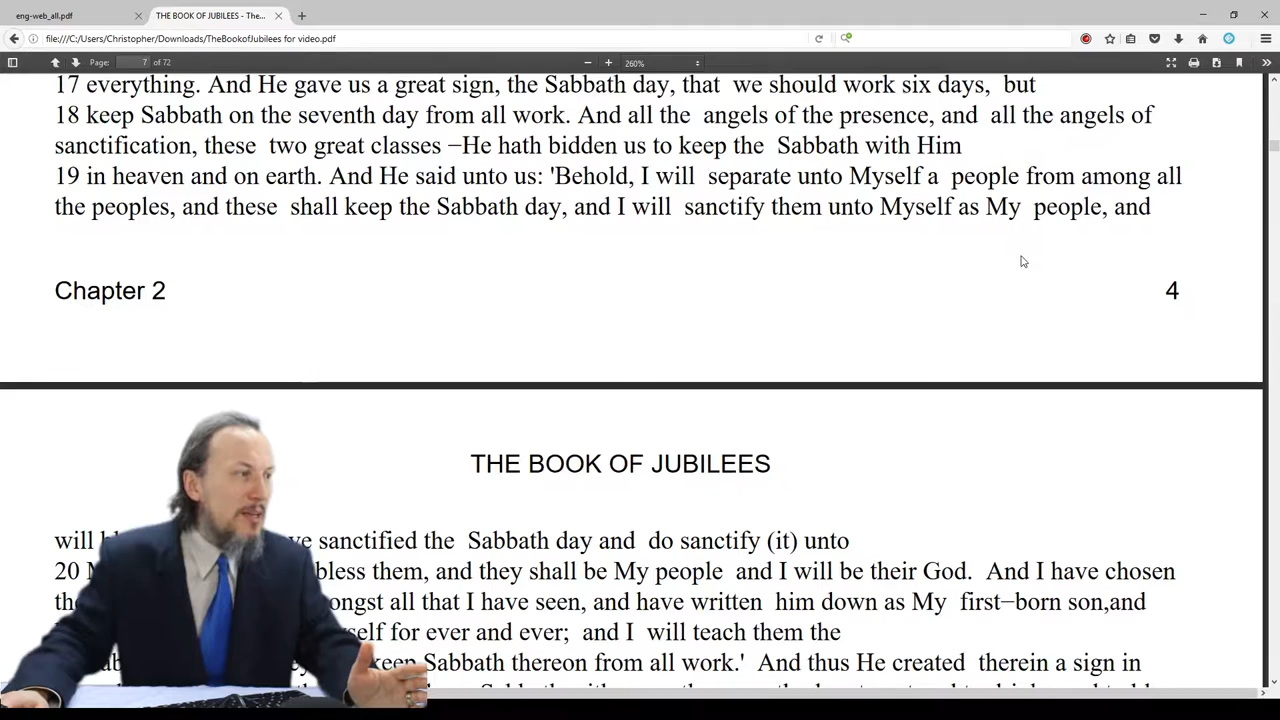 eng-web_all.pdf
THE BOOK OF JUBILEES - The...
file:///C:/Users/Christopher/Downloads/TheBookofJubilees for video.pdf
Page: 7 of 72
260%
17 everything. And He gave us a great sign, the Sabbath day, that we should work six days, but
18 keep Sabbath on the seventh day from all work. And all the angels of the presence, and all the angels of
sanctification, these two great classes −He hath bidden us to keep the Sabbath with Him
19 in heaven and on earth. And He said unto us: 'Behold, I will separate unto Myself a people from among all
the peoples, and these shall keep the Sabbath day, and I will sanctify them unto Myself as My people, and
Chapter 2
4
THE BOOK OF JUBILEES
will sanctified the Sabbath day and do sanctify (it) unto
20 bless them, and they shall be My people and I will be their God. And I have chosen
all that I have seen, and have written him down as My first−born son,and
for ever and ever; and I will teach them the
keep Sabbath thereon from all work.' And thus He created therein a sign in